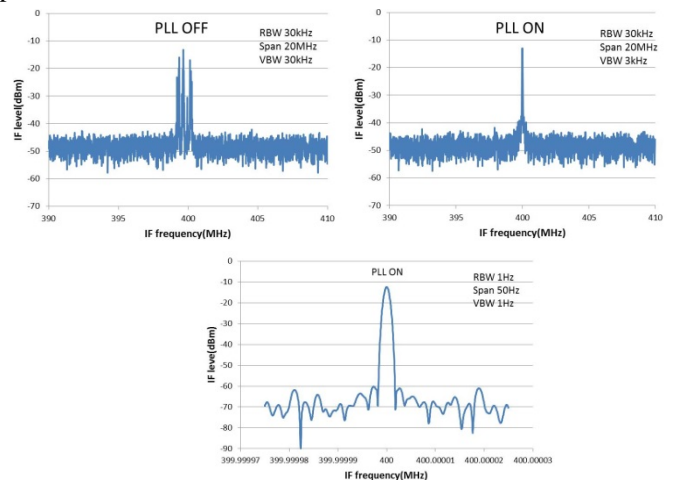 PLL OFF
RBW 30kHz
Span 20MHz
VBW 30kHz
IF level(dBm)
0
-10
-20
-30
-40
-50
-60
-70
390
395
400
405
410
IF frequency(MHz)
PLL ON
RBW 30kHz
Span 20MHz
VBW 3kHz
IF level(dBm)
0
-10
-20
-30
-40
-50
-60
-70
390
395
400
405
410
IF frequency(MHz)
PLL ON
RBW 1Hz
Span 50Hz
VBW 1Hz
IF leve(dBm)
0
-10
-20
-30
-40
-50
-60
-70
-80
-90
399.99997
399.99998
399.99999
400
400.00001
400.00002
400.00003
IF frequency(MHz)